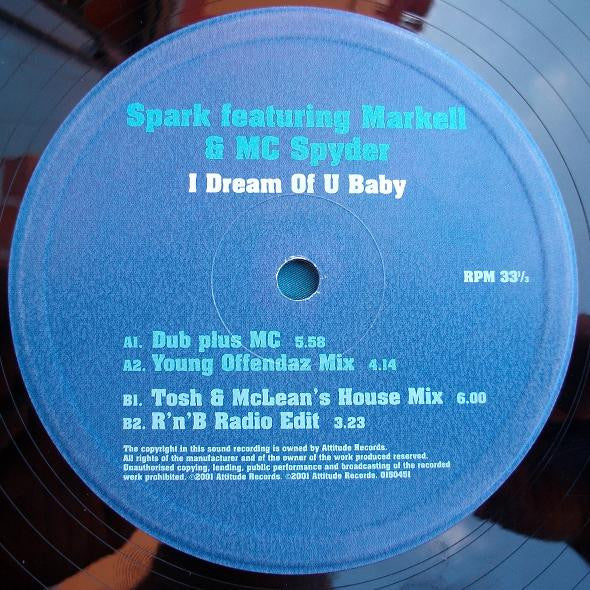 Spark featuring Markell
& MC Spyder
I Dream Of U Baby
RPM 33⅓
A1. Dub plus MC 5.58
A2. Young Offendaz Mix 4.14
B1. Tosh & McLean's House Mix 6.00
B2. R'n'B Radio Edit 3.23
The copyright in this sound recording is owned by Attitude Records.
All rights of the manufacturer and of the owner of the work produced reserved.
Unauthorised copying, lending, public performance and broadcasting of the recorded
work prohibited. ℗2001 Attitude Records. ©2001 Attitude Records. 0150451